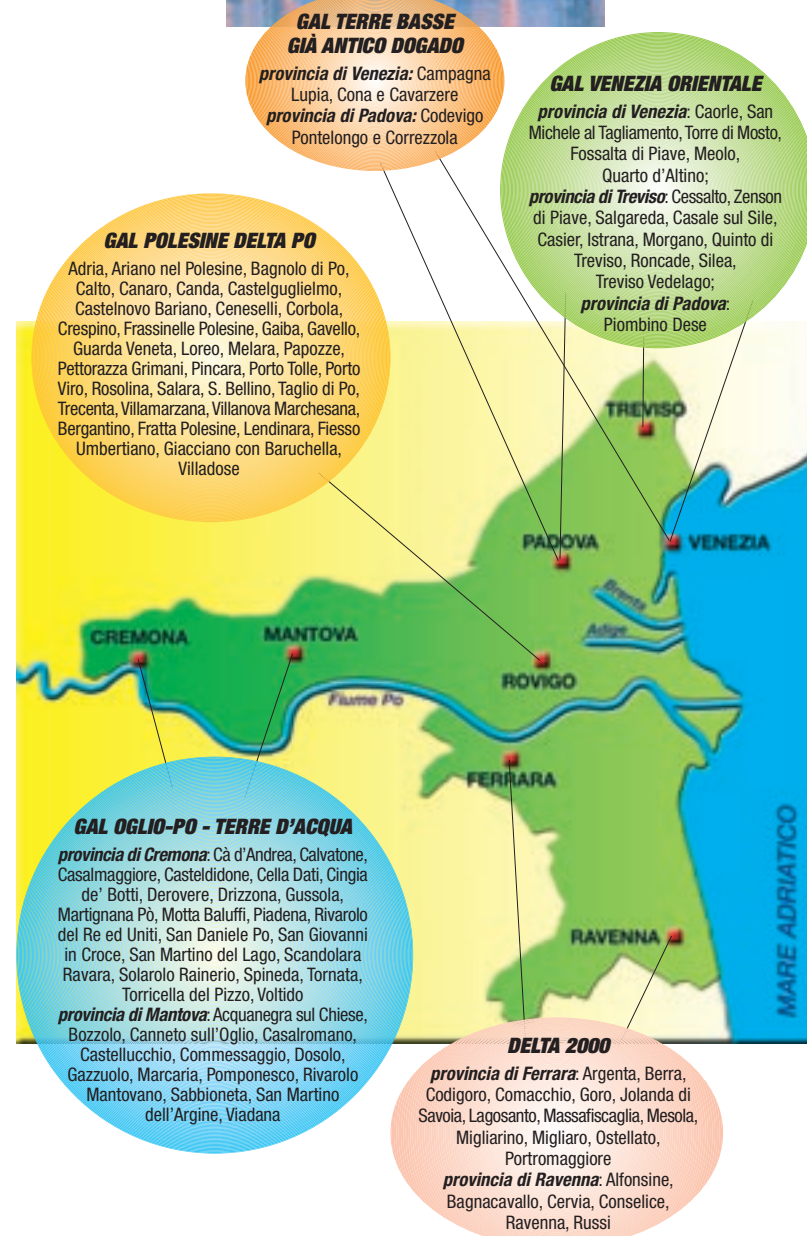 GAL TERRE BASSE
GIÀ ANTICO DOGADO
provincia di Venezia: Campagna
Lupia, Cona e Cavarzere
provincia di Padova: Codevigo
Pontelongo e Correzzola
GAL VENEZIA ORIENTALE
provincia di Venezia: Caorle, San
Michele al Tagliamento, Torre di Mosto,
Fossalta di Piave, Meolo,
Quarto d'Altino;
provincia di Treviso: Cessalto, Zenson
di Piave, Salgareda, Casale sul Sile,
Casier, Istrana, Morgano, Quinto di
Treviso, Roncade, Silea,
Treviso Vedelago;
provincia di Padova:
Piombino Dese
GAL POLESINE DELTA PO
Adria, Ariano nel Polesine, Bagnolo di Po,
Calto, Canaro, Canda, Castelguglielmo,
Castelnovo Bariano, Ceneselli, Corbola,
Crespino, Frassinelle Polesine, Gaiba, Gavello,
Guarda Veneta, Loreo, Melara, Papozze,
Pettorazza Grimani, Pincara, Porto Tolle, Porto
Viro, Rosolina, Salara, S. Bellino, Taglio di Po,
Trecenta, Villamarzana, Villanova Marchesana,
Bergantino, Fratta Polesine, Lendinara, Fiesso
Umbertiano, Giacciano con Baruchella,
Villadose
TREVISO
PADOVA
VENEZIA
Brenta
Adige
CREMONA
MANTOVA
ROVIGO
Fiume Po
FERRARA
RAVENNA
MARE ADRIATICO
GAL OGLIO-PO - TERRE D'ACQUA
provincia di Cremona: Cà d'Andrea, Calvatone,
Casalmaggiore, Casteldidone, Cella Dati, Cingia
de' Botti, Derovere, Drizzona, Gussola,
Martignana Pò, Motta Baluffi, Piadena, Rivarolo
del Re ed Uniti, San Daniele Po, San Giovanni
in Croce, San Martino del Lago, Scandolara
Ravara, Solarolo Rainerio, Spineda, Tornata,
Torricella del Pizzo, Voltido
provincia di Mantova: Acquanegra sul Chiese,
Bozzolo, Canneto sull'Oglio, Casalromano,
Castellucchio, Commessaggio, Dosolo,
Gazzuolo, Marcaria, Pomponesco, Rivarolo
Mantovano, Sabbioneta, San Martino
dell'Argine, Viadana
DELTA 2000
provincia di Ferrara: Argenta, Berra,
Codigoro, Comacchio, Goro, Jolanda di
Savoia, Lagosanto, Massafiscaglia, Mesola,
Migliarino, Migliaro, Ostellato,
Portromaggiore
provincia di Ravenna: Alfonsine,
Bagnacavallo, Cervia, Conselice,
Ravenna, Russi